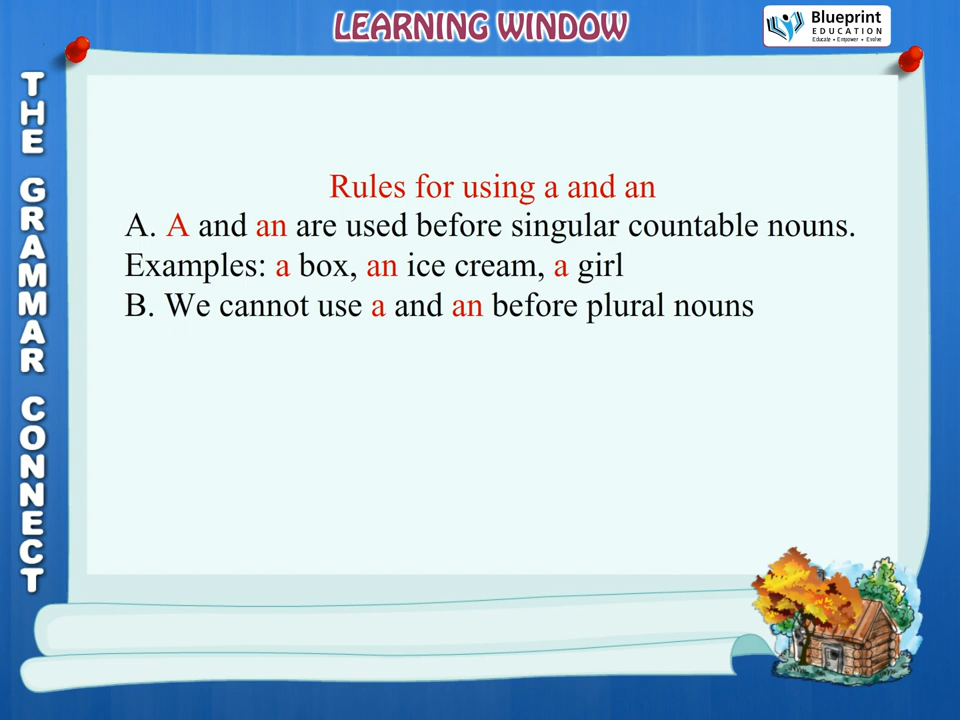 LEARNING WINDOW
Blueprint
EDUCATION
Educate • Empower • Evolve
THE GRAMMAR CONNECT
Rules for using a and an
A. A and an are used before singular countable nouns.
Examples: a box, an ice cream, a girl
B. We cannot use a and an before plural nouns